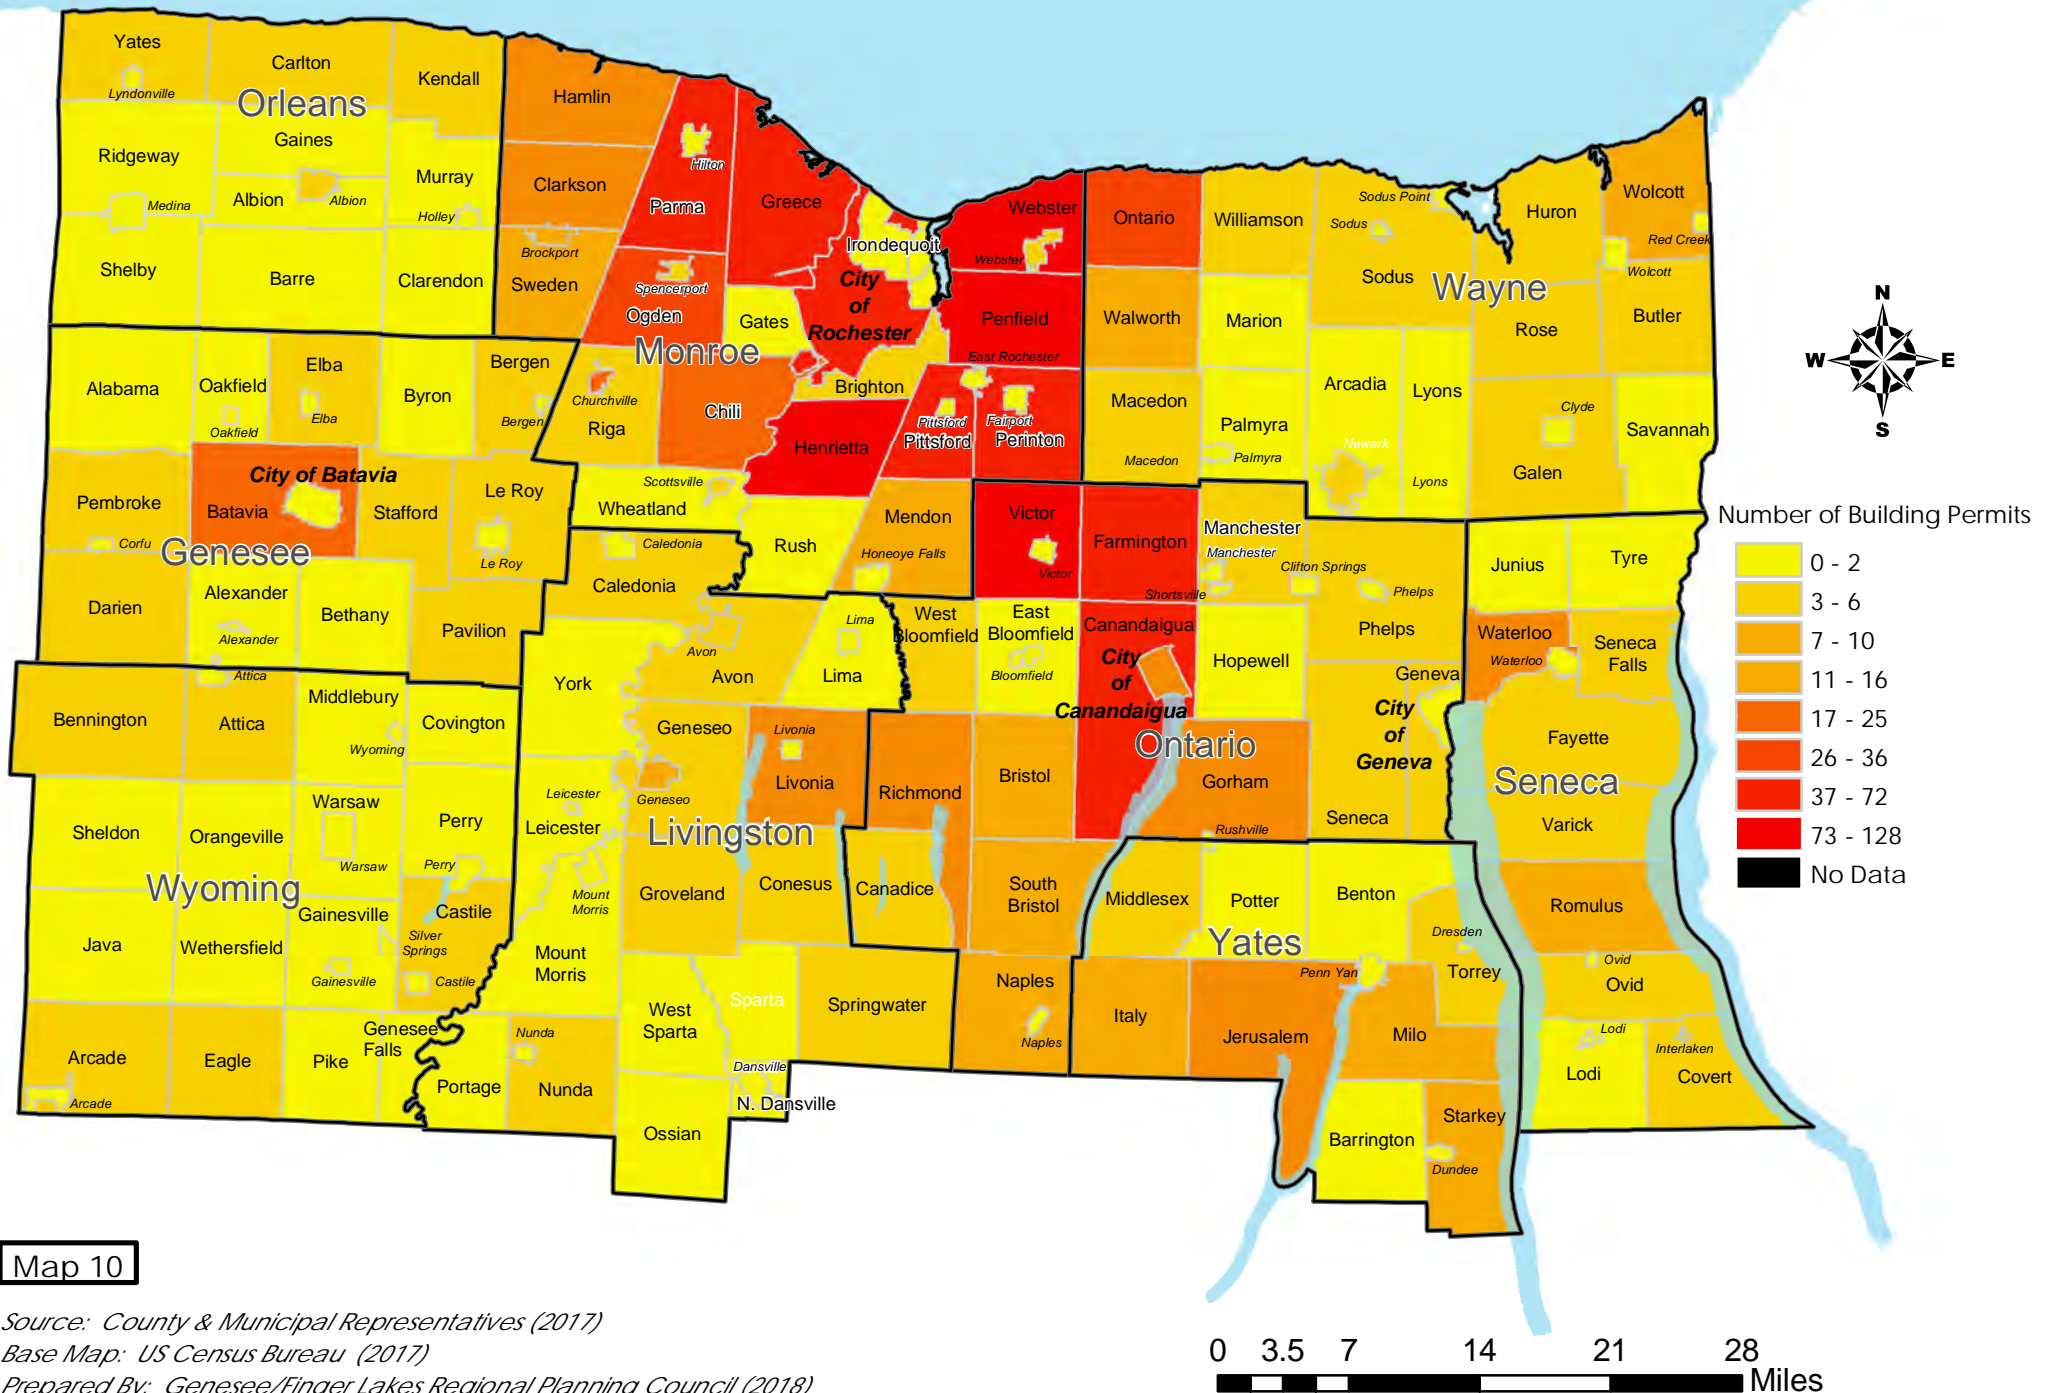 Yates
Lyndonville
Carlton
Kendall
Orleans
Gaines
Ridgeway
Medina
Albion
Albion
Murray
Holley
Shelby
Barre
Clarendon
Hamlin
Clarkson
Brockport
Sweden
Hilton
Parma
Greece
Spencerport
Ogden
Gates
Monroe
Irondequoit
City
of
Rochester
Webster
Webster
Penfield
East Rochester
Brighton
Churchville
Riga
Chili
Henrietta
Pittsford
Pittsford
Fairport
Perinton
Scottsville
Wheatland
Rush
Mendon
Honeoye Falls
Ontario
Williamson
Sodus Point
Sodus
Sodus
Huron
Wolcott
Red Creek
Wolcott
Wayne
Walworth
Marion
Rose
Butler
Macedon
Macedon
Palmyra
Palmyra
Arcadia
Newark
Lyons
Lyons
Clyde
Galen
Savannah
Alabama
Oakfield
Oakfield
Elba
Elba
Byron
Bergen
Bergen
Pembroke
Corfu
City of Batavia
Batavia
Stafford
Le Roy
Le Roy
Genesee
Darien
Alexander
Alexander
Bethany
Pavilion
Bennington
Attica
Attica
Middlebury
Wyoming
Covington
Sheldon
Orangeville
Warsaw
Warsaw
Perry
Perry
Wyoming
Java
Wethersfield
Gainesville
Gainesville
Silver
Springs
Castile
Castile
Arcade
Arcade
Eagle
Pike
Genesee
Falls
Caledonia
Caledonia
York
Avon
Avon
Lima
Lima
Geneseo
Geneseo
Livonia
Livonia
Leicester
Leicester
Livingston
Mount
Morris
Mount
Morris
Groveland
Conesus
Nunda
Nunda
Portage
West
Sparta
Sparta
Springwater
Dansville
N. Dansville
Ossian
Victor
Victor
Farmington
Shortsville
Manchester
Manchester
Clifton Springs
Phelps
Phelps
West
Bloomfield
East
Bloomfield
Bloomfield
Canandaigua
City
of
Canandaigua
Hopewell
Geneva
City
of
Geneva
Ontario
Richmond
Bristol
Gorham
Rushville
Seneca
Canadice
South
Bristol
Naples
Naples
Middlesex
Potter
Benton
Yates
Dresden
Torrey
Penn Yan
Italy
Jerusalem
Milo
Barrington
Starkey
Dundee
Junius
Tyre
Waterloo
Waterloo
Seneca
Falls
Fayette
Seneca
Varick
Romulus
Ovid
Ovid
Lodi
Lodi
Interlaken
Covert
N
W
E
S
Number of Building Permits
0 - 2
3 - 6
7 - 10
11 - 16
17 - 25
26 - 36
37 - 72
73 - 128
No Data
Map 10
Source: County & Municipal Representatives (2017)
Base Map: US Census Bureau (2017)
Prepared By: Genesee/Finger Lakes Regional Planning Council (2018)
0 3.5 7 14 21 28
Miles